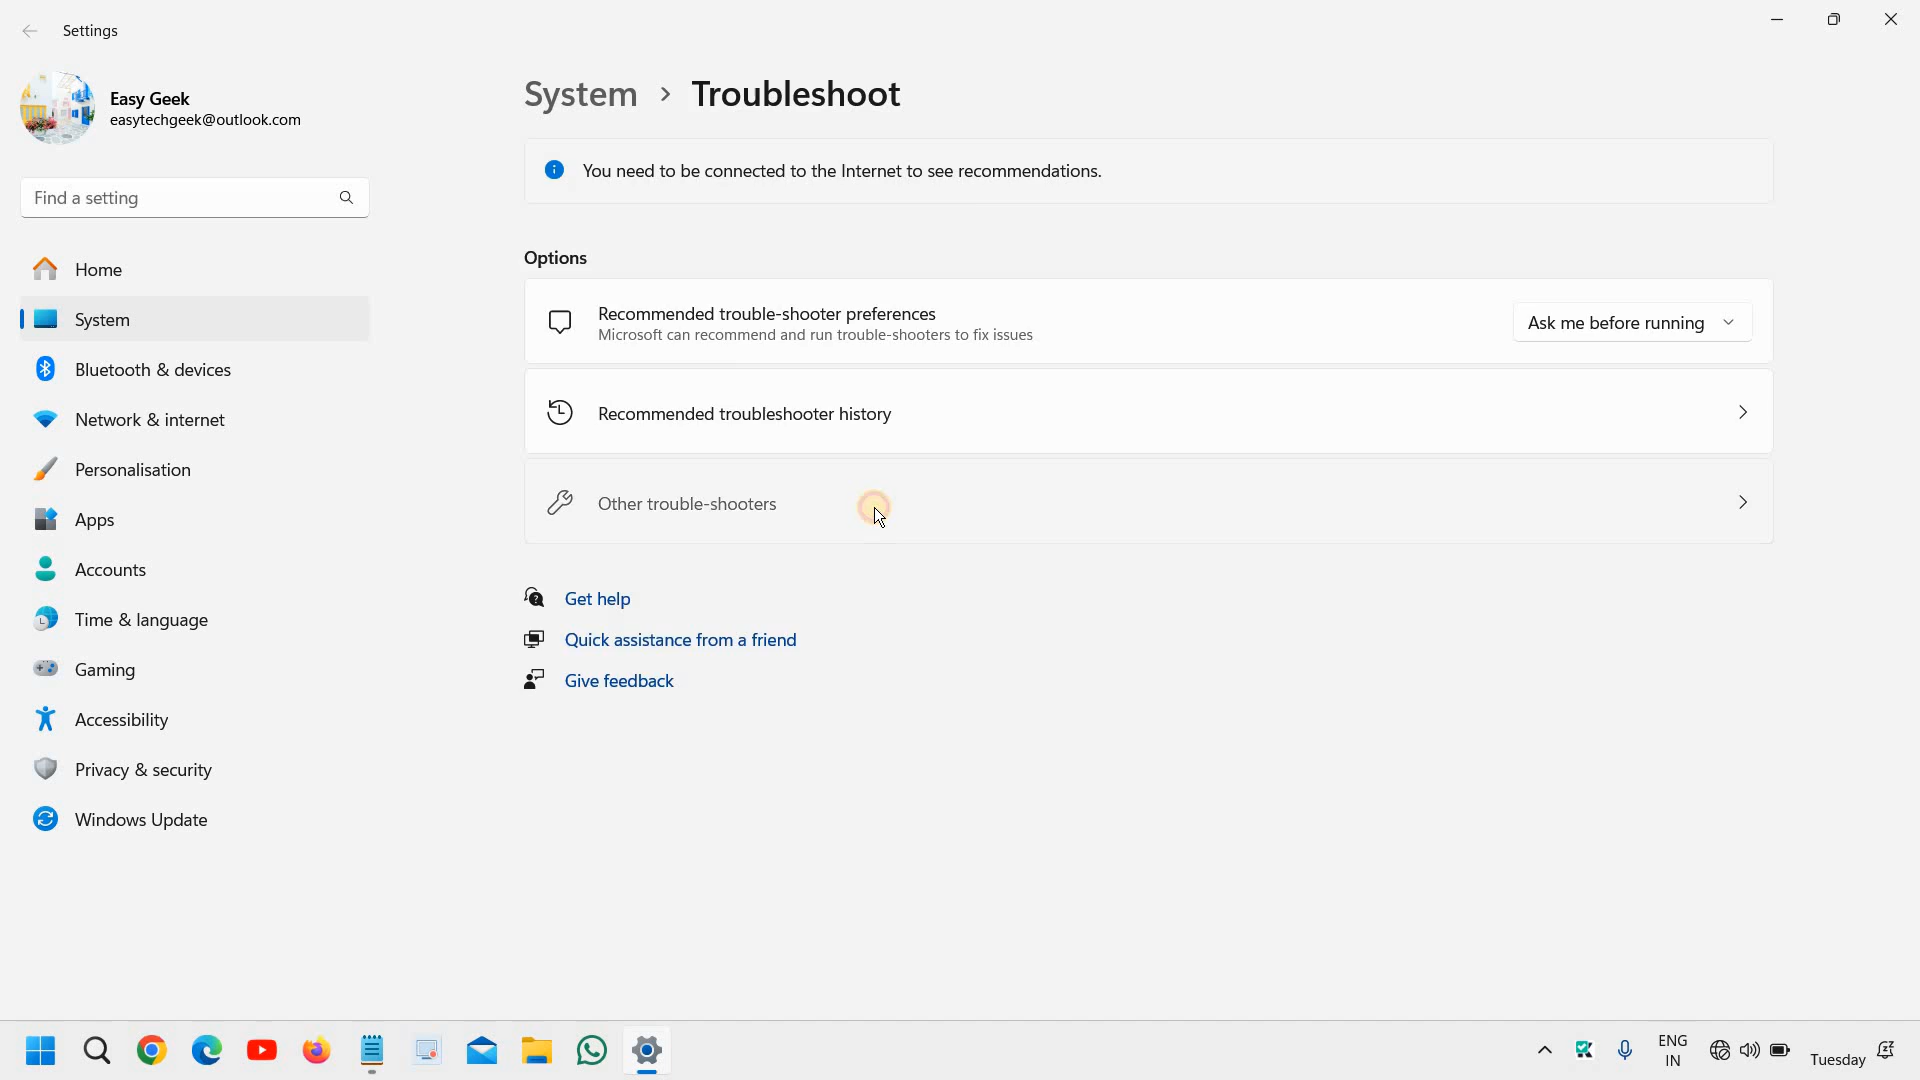 Settings
Easy Geek
easytechgeek@outlook.com
Find a setting
Home
System
Bluetooth & devices
Network & internet
Personalisation
Apps
Accounts
Time & language
Gaming
Accessibility
Privacy & security
Windows Update
System > Troubleshoot
You need to be connected to the Internet to see recommendations.
Options
Recommended trouble-shooter preferences
Microsoft can recommend and run trouble-shooters to fix issues
Ask me before running
Recommended troubleshooter history
Other trouble-shooters
Get help
Quick assistance from a friend
Give feedback
ENG
IN
Tuesday